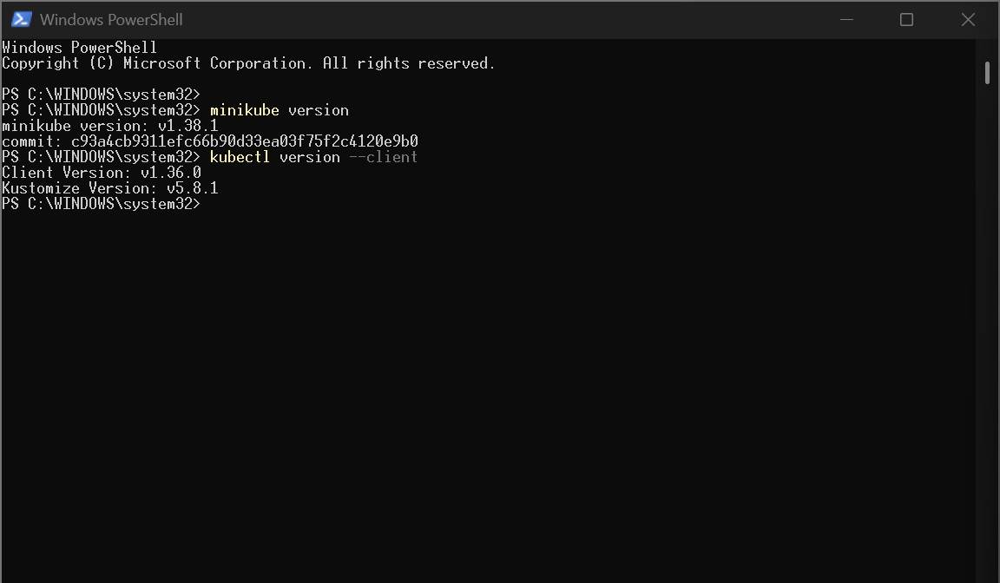 Windows PowerShell
Windows PowerShell
Copyright (C) Microsoft Corporation. All rights reserved.
PS C:\WINDOWS\system32>
PS C:\WINDOWS\system32> minikube version
minikube version: v1.38.1
commit: c93a4cb9311efc66b90d33ea03f75f2c4120e9b0
PS C:\WINDOWS\system32> kubectl version --client
Client Version: v1.36.0
Kustomize Version: v5.8.1
PS C:\WINDOWS\system32>